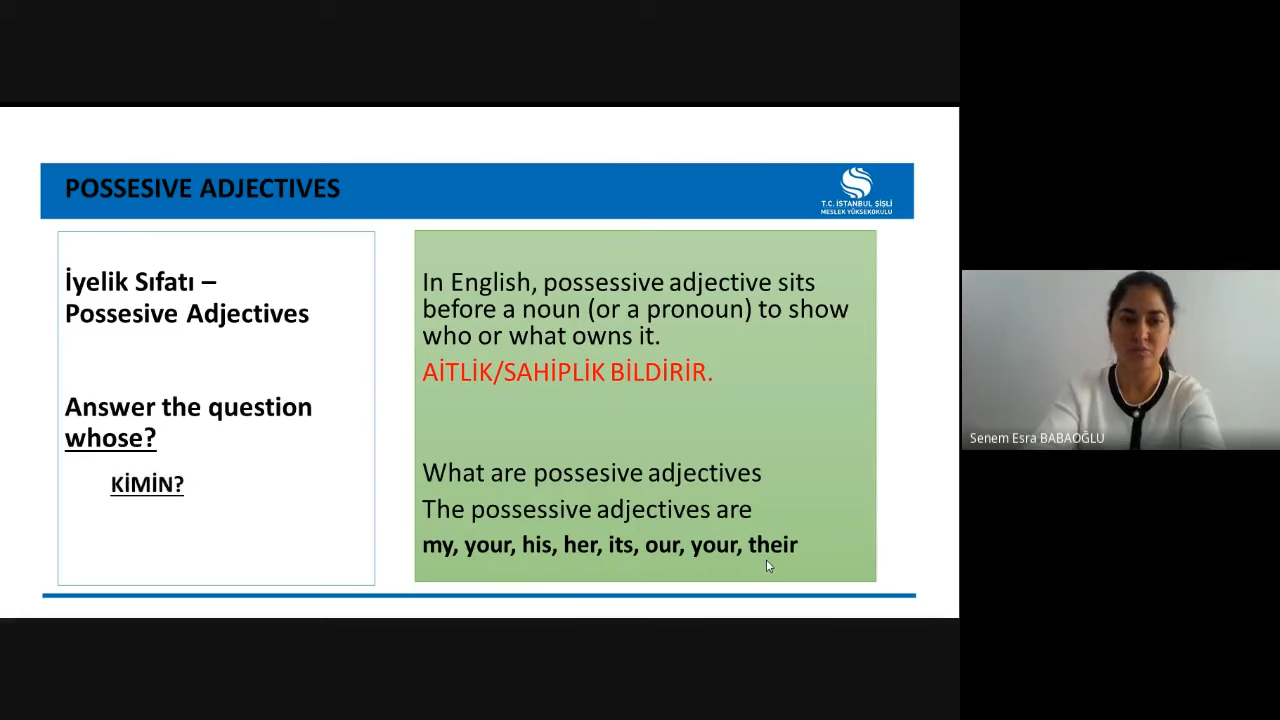 POSSESIVE ADJECTIVES
T.C. İSTANBUL ŞİŞLİ
MESLEK YÜKSEKOKULU
İyelik Sıfatı –
Possesive Adjectives
Answer the question
whose?
KİMİN?
In English, possessive adjective sits
before a noun (or a pronoun) to show
who or what owns it.
AİTLİK/SAHİPLİK BİLDİRİR.
What are possesive adjectives
The possessive adjectives are
my, your, his, her, its, our, your, their
Senem Esra BABAOĞLU